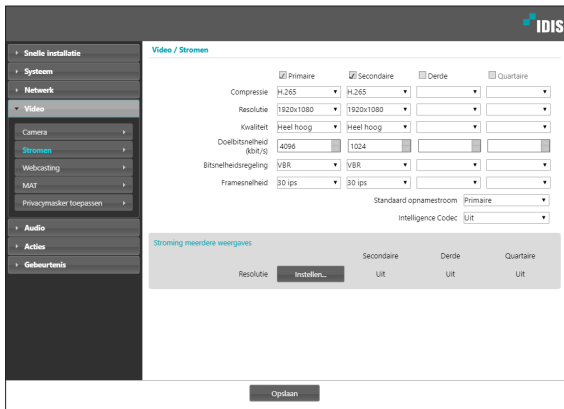 IDIS
Snelle installatie
Systeem
Netwerk
Video
Camera
Stromen
Webcasting
MAT
Privacymasker toepassen
Audio
Acties
Gebeurtenis
Video / Stromen
Primaire Secondaire Derde Quartaire
Compressie H.265 H.265
Resolutie 1920x1080 1920x1080
Kwaliteit Heel hoog Heel hoog
Doelbitsnelheid
(kbit/s) 4096 1024
Bitsnelheidsregeling VBR VBR
Framesnelheid 30 ips 30 ips
Standaard opnamestroom Primaire
Intelligence Codec Uit
Stroming meerdere weergaves
Secondaire Derde Quartaire
Resolutie Instellen... Uit Uit Uit
Opslaan